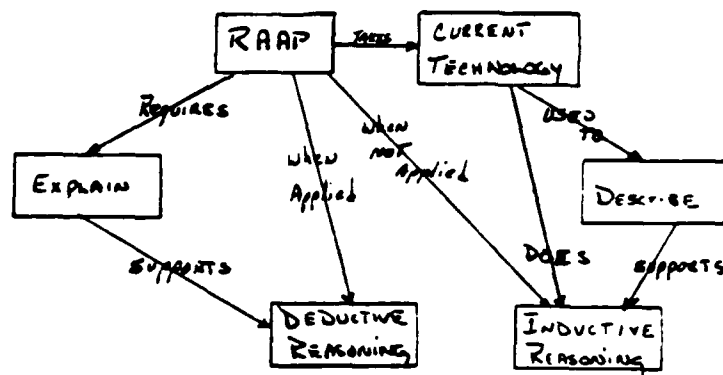 RAAP
TAKES
CURRENT
TECHNOLOGY
REQUIRES
When
NOT
Applied
USED
TO
EXPLAIN
When
Applied
DESCRIBE
SUPPORTS
DOES
SUPPORTS
DEDUCTIVE
REASONING
INDUCTIVE
REASONING